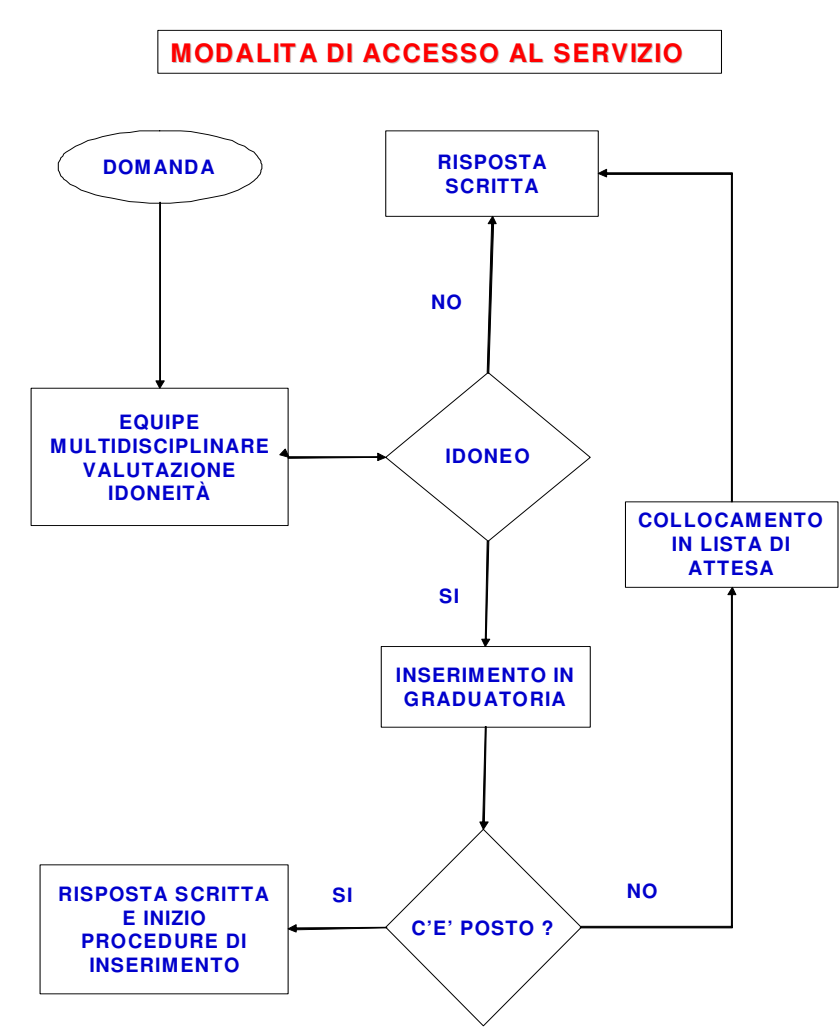 MODALITA DI ACCESSO AL SERVIZIO
DOMANDA
RISPOSTA
SCRITTA
NO
EQUIPE
MULTIDISCIPLINARE
VALUTAZIONE
IDONEITÀ
IDONEO
COLLOCAMENTO
IN LISTA DI
ATTESA
SI
INSERIMENTO IN
GRADUATORIA
RISPOSTA SCRITTA
E INIZIO
PROCEDURE DI
INSERIMENTO
SI
C'E' POSTO ?
NO